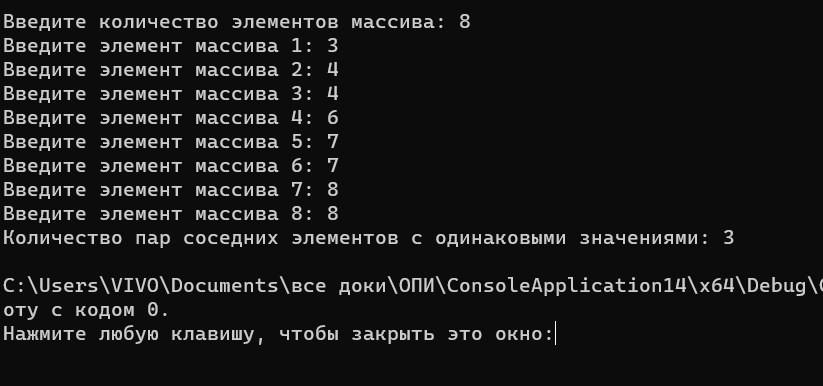 Введите количество элементов массива: 8
Введите элемент массива 1: 3
Введите элемент массива 2: 4
Введите элемент массива 3: 4
Введите элемент массива 4: 6
Введите элемент массива 5: 7
Введите элемент массива 6: 7
Введите элемент массива 7: 8
Введите элемент массива 8: 8
Количество пар соседних элементов с одинаковыми значениями: 3
C:\Users\VIVO\Documents\все доки\ОПИ\ConsoleApplication14\x64\Debug\C
оту с кодом 0.
Нажмите любую клавишу, чтобы закрыть это окно: